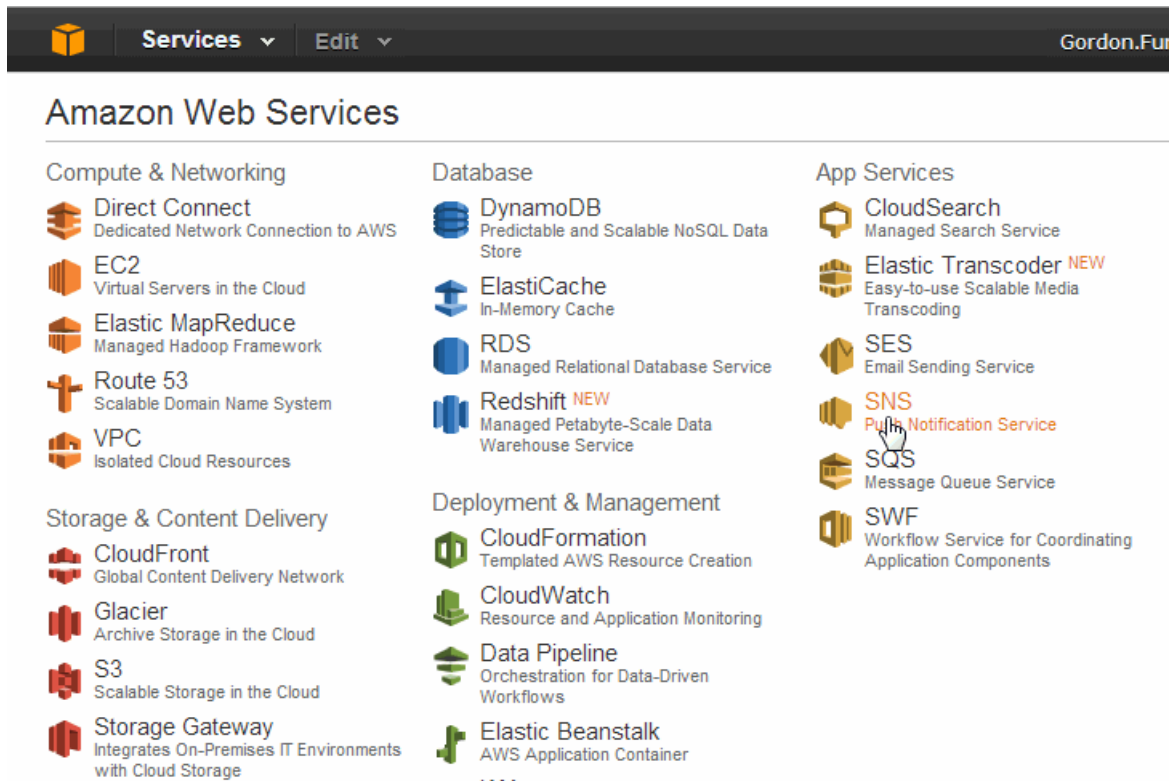 Services
Edit
Gordon.Fur
Amazon Web Services
Compute & Networking
Direct Connect
Dedicated Network Connection to AWS
EC2
Virtual Servers in the Cloud
Elastic MapReduce
Managed Hadoop Framework
Route 53
Scalable Domain Name System
VPC
Isolated Cloud Resources
Storage & Content Delivery
CloudFront
Global Content Delivery Network
Glacier
Archive Storage in the Cloud
S3
Scalable Storage in the Cloud
Storage Gateway
Integrates On-Premises IT Environments
with Cloud Storage
Database
DynamoDB
Predictable and Scalable NoSQL Data
Store
ElastiCache
In-Memory Cache
RDS
Managed Relational Database Service
Redshift NEW
Managed Petabyte-Scale Data
Warehouse Service
Deployment & Management
CloudFormation
Templated AWS Resource Creation
CloudWatch
Resource and Application Monitoring
Data Pipeline
Orchestration for Data-Driven
Workflows
Elastic Beanstalk
AWS Application Container
App Services
CloudSearch
Managed Search Service
Elastic Transcoder NEW
Easy-to-use Scalable Media
Transcoding
SES
Email Sending Service
SNS
Push Notification Service
SQS
Message Queue Service
SWF
Workflow Service for Coordinating
Application Components